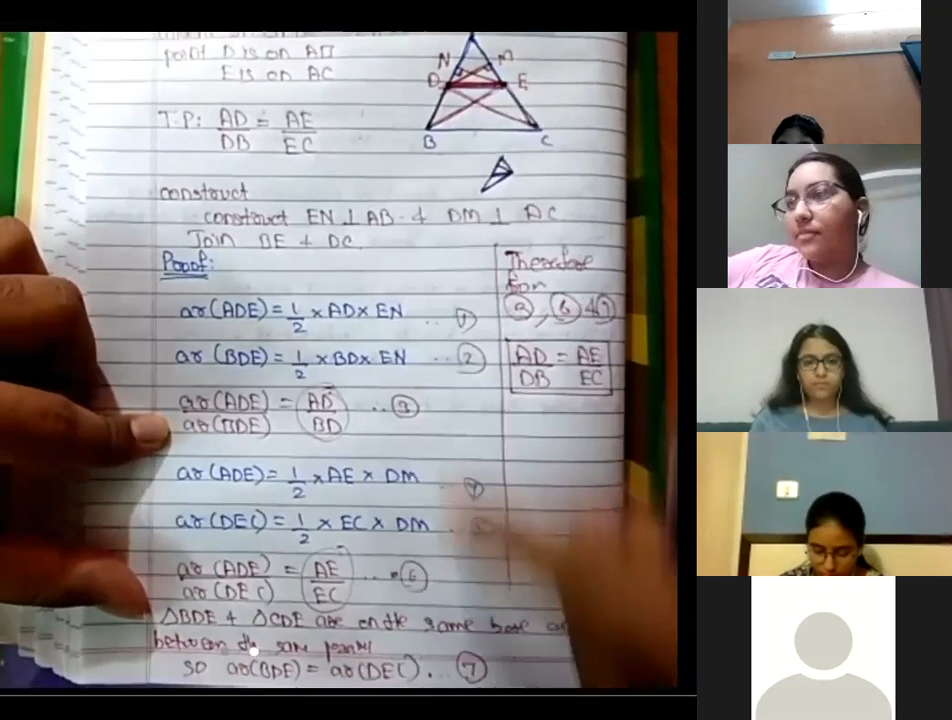 point D is on AB
E is on AC
T.P: AD/DB = AE/EC
N M
D E
B C
construct
construct EN ⊥ AB & DM ⊥ AC
Join BE + DC.
Proof:
ar(ADE) = 1/2 × AD × EN ... ①
ar(BDE) = 1/2 × BD × EN ... ②
ar(ADE)/ar(BDE) = AD/BD ... ③
ar(ADE) = 1/2 × AE × DM ... ④
ar(DEC) = 1/2 × EC × DM
ar(ADE)/ar(DEC) = AE/EC ... ⑥
ΔBDE + ΔCDE are on the same base
between the same
so ar(BDE) = ar(DEC) ... ⑦
Therefore
from
③, ⑥ & ⑦
AD/DB = AE/EC